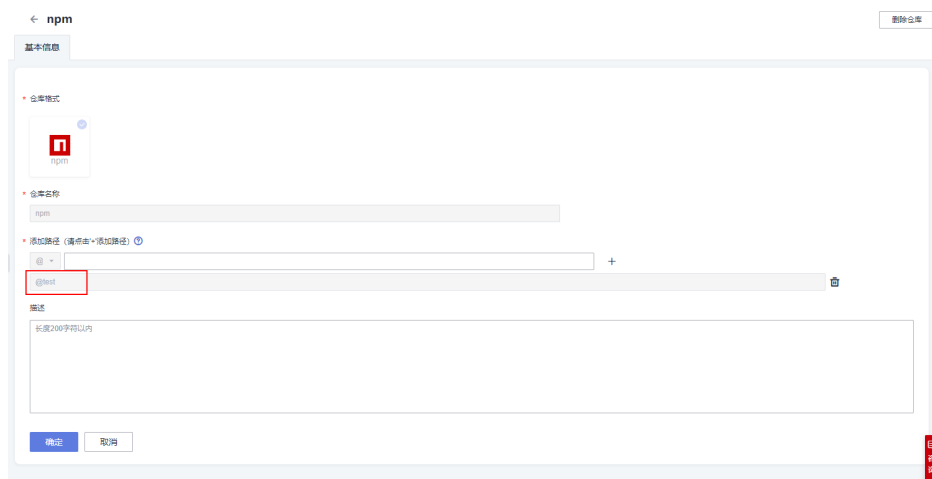 npm
删除仓库
基本信息
* 仓库格式
npm
* 仓库名称
npm
* 添加路径（请点击'+'添加路径）
@
@test
描述
长度200字符以内
确定
取消